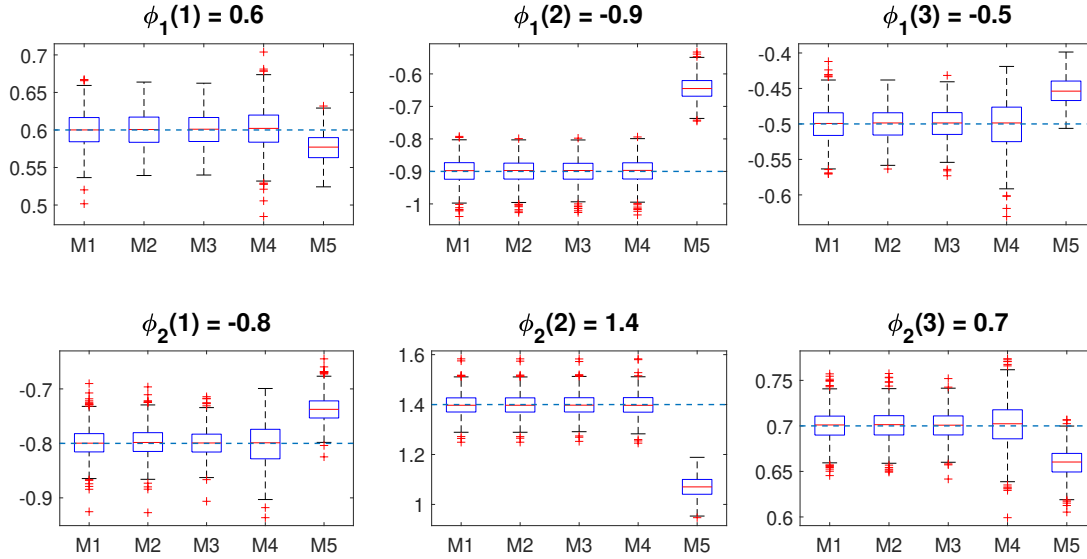 ϕ₁(1) = 0.6
0.7
0.65
0.6
0.55
0.5
M1 M2 M3 M4 M5
ϕ₁(2) = -0.9
-0.6
-0.7
-0.8
-0.9
-1
M1 M2 M3 M4 M5
ϕ₁(3) = -0.5
-0.4
-0.45
-0.5
-0.55
-0.6
M1 M2 M3 M4 M5
ϕ₂(1) = -0.8
-0.7
-0.8
-0.9
M1 M2 M3 M4 M5
ϕ₂(2) = 1.4
1.6
1.4
1.2
1
M1 M2 M3 M4 M5
ϕ₂(3) = 0.7
0.75
0.7
0.65
0.6
M1 M2 M3 M4 M5